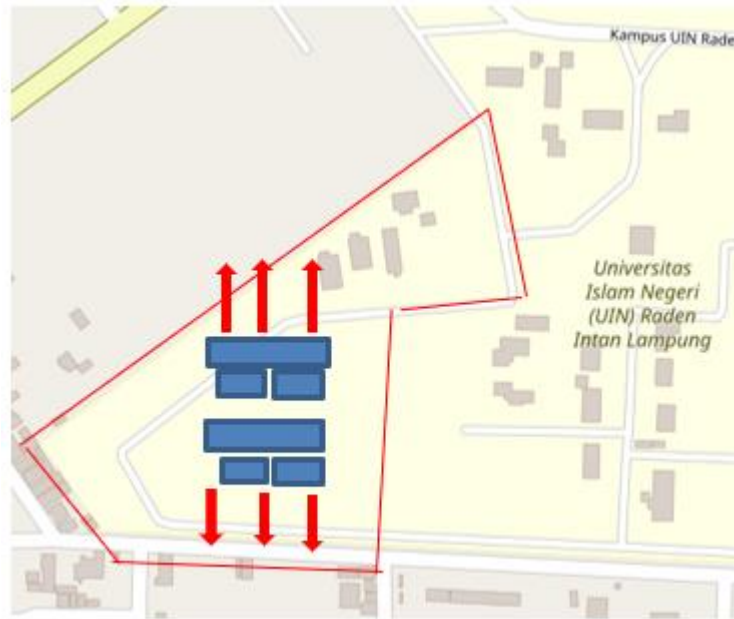 Kampus UIN Rade
Universitas
Islam Negeri
(UIN) Raden
Intan Lampung